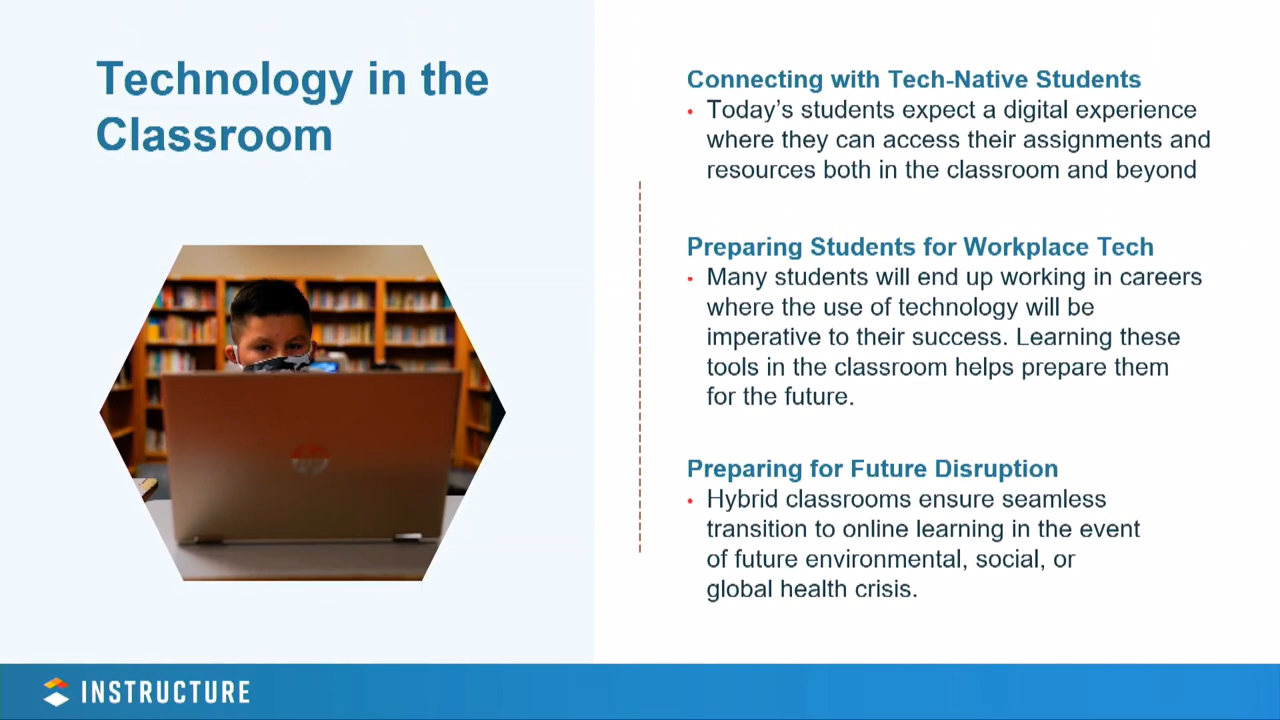 Technology in the
Classroom
Connecting with Tech-Native Students
• Today's students expect a digital experience
where they can access their assignments and
resources both in the classroom and beyond
Preparing Students for Workplace Tech
• Many students will end up working in careers
where the use of technology will be
imperative to their success. Learning these
tools in the classroom helps prepare them
for the future.
Preparing for Future Disruption
• Hybrid classrooms ensure seamless
transition to online learning in the event
of future environmental, social, or
global health crisis.
hp
INSTRUCTURE